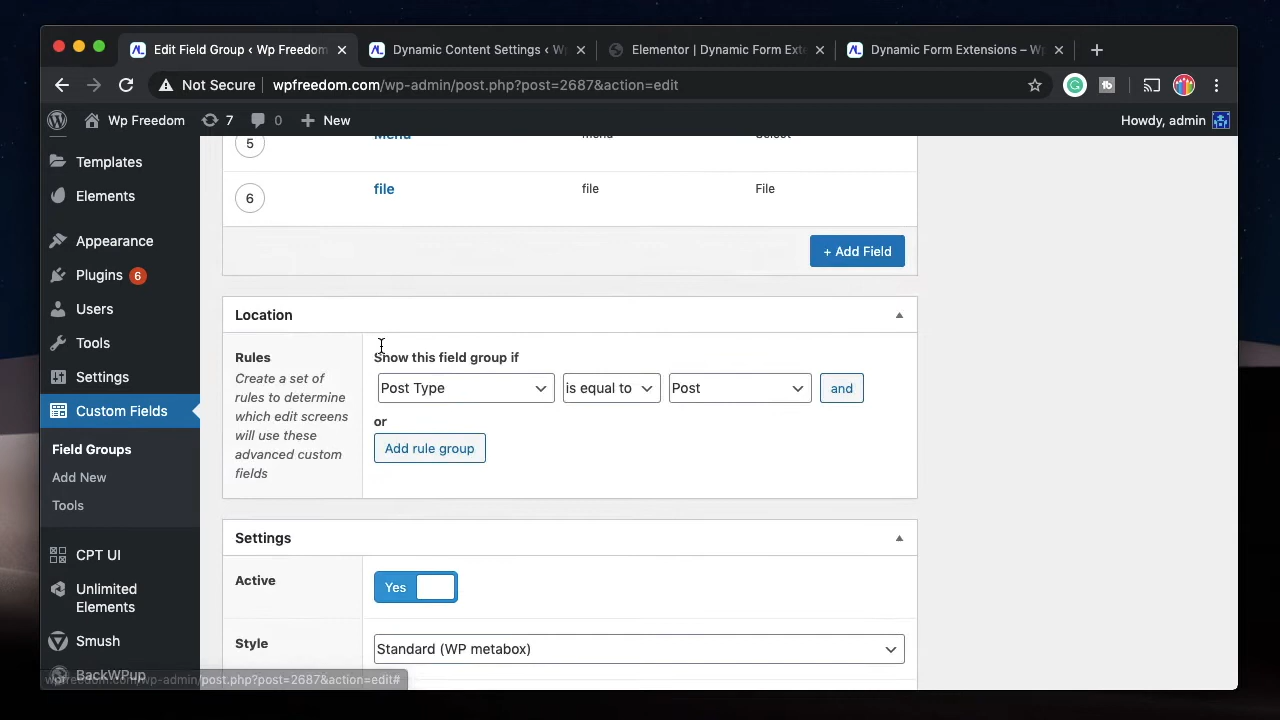 Edit Field Group ‹ Wp Freedom
Dynamic Content Settings ‹ W
Elementor | Dynamic Form Exte
Dynamic Form Extensions – W
Not Secure
wpfreedom.com/wp-admin/post.php?post=2687&action=edit
Wp Freedom
7
0
New
Howdy, admin
Templates
Elements
Appearance
Plugins 6
Users
Tools
Settings
Custom Fields
Field Groups
Add New
Tools
CPT UI
Unlimited
Elements
Smush
BackWPup
5
Menu
menu
Select
6
file
file
File
+ Add Field
Location
Rules
Create a set of
rules to determine
which edit screens
will use these
advanced custom
fields
Show this field group if
Post Type
is equal to
Post
and
or
Add rule group
Settings
Active
Yes
Style
Standard (WP metabox)
wpfreedom.com/wp-admin/post.php?post=2687&action=edit#